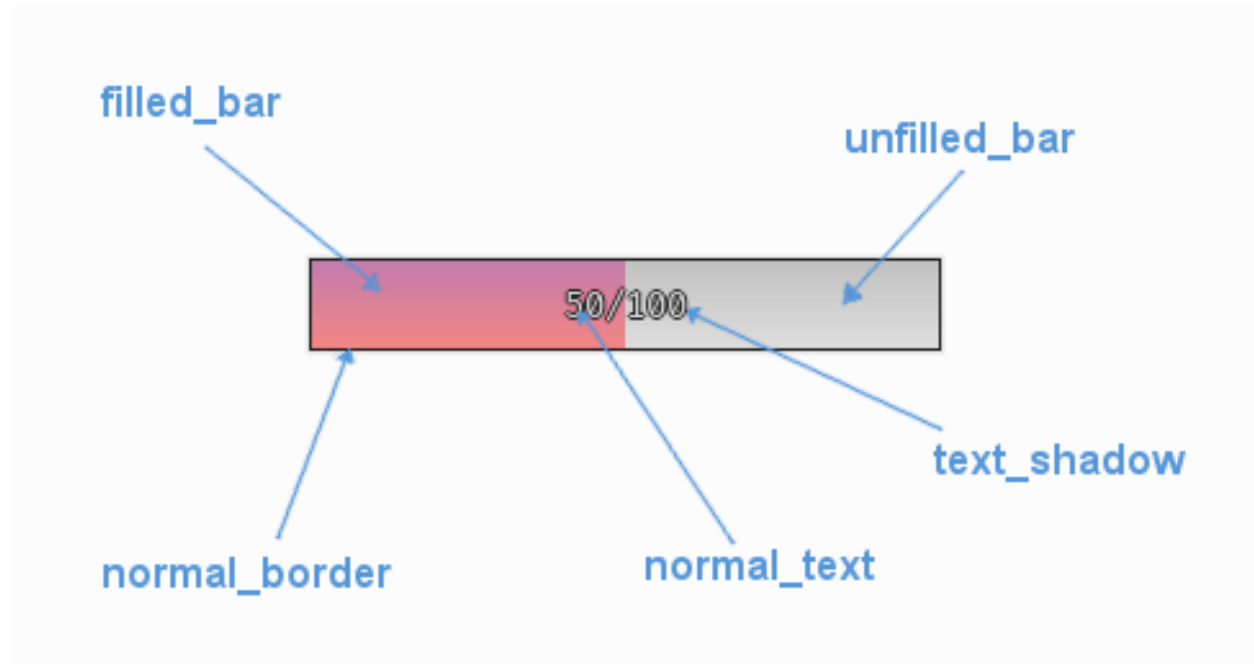 filled_bar
unfilled_bar
50/100
text_shadow
normal_text
normal_border